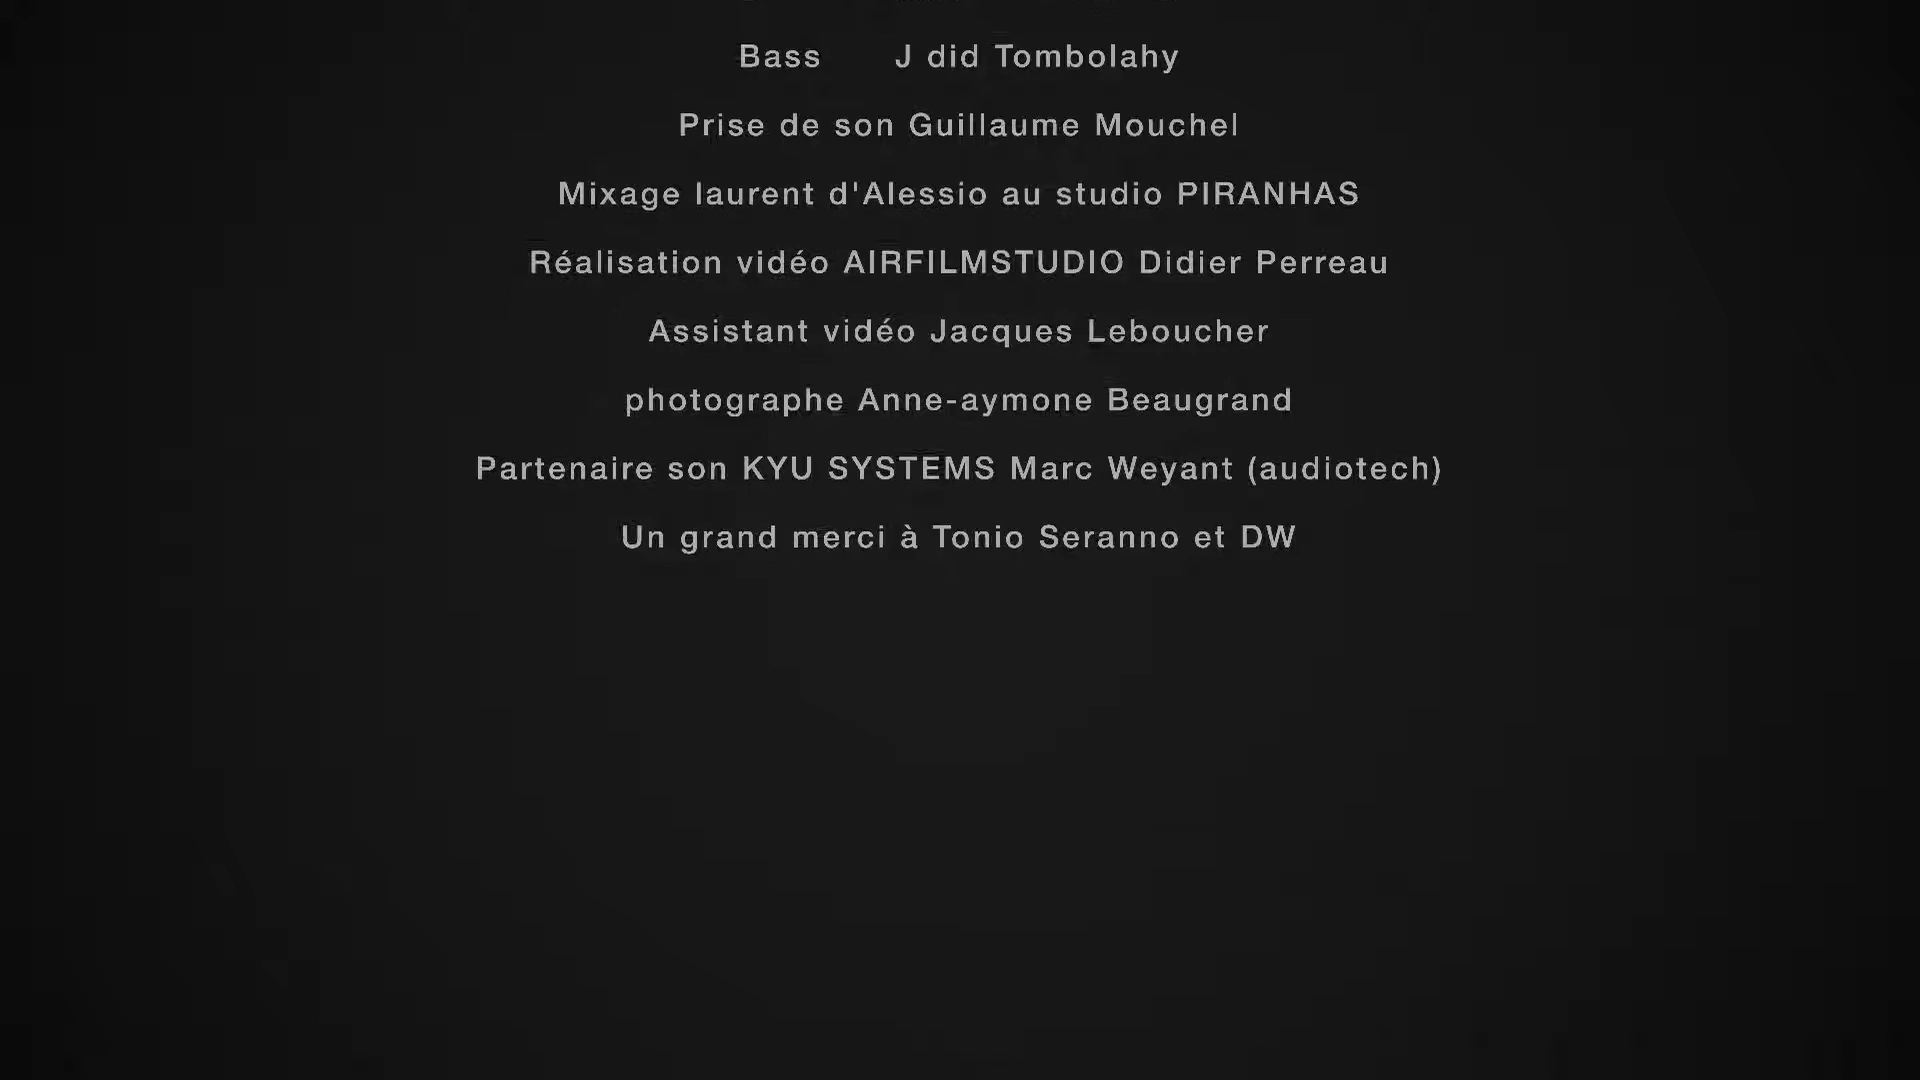 Bass J did Tombolahy
Prise de son Guillaume Mouchel
Mixage laurent d'Alessio au studio PIRANHAS
Réalisation vidéo AIRFILMSTUDIO Didier Perreau
Assistant vidéo Jacques Leboucher
photographe Anne-aymone Beaugrand
Partenaire son KYU SYSTEMS Marc Weyant (audiotech)
Un grand merci à Tonio Seranno et DW